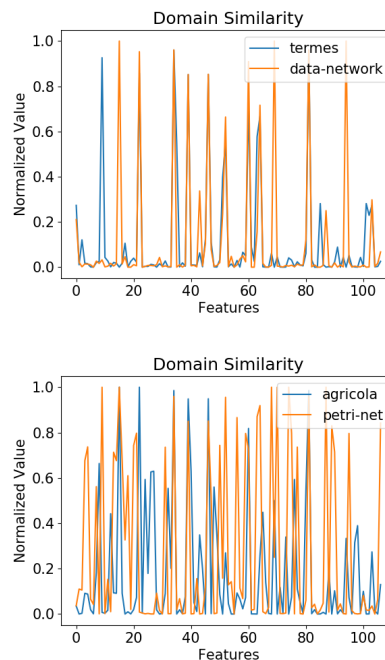 Domain Similarity
termes
data-network
Normalized Value
1.0
0.8
0.6
0.4
0.2
0.0
0 20 40 60 80 100
Features
Domain Similarity
agricola
petri-net
Normalized Value
1.0
0.8
0.6
0.4
0.2
0.0
0 20 40 60 80 100
Features